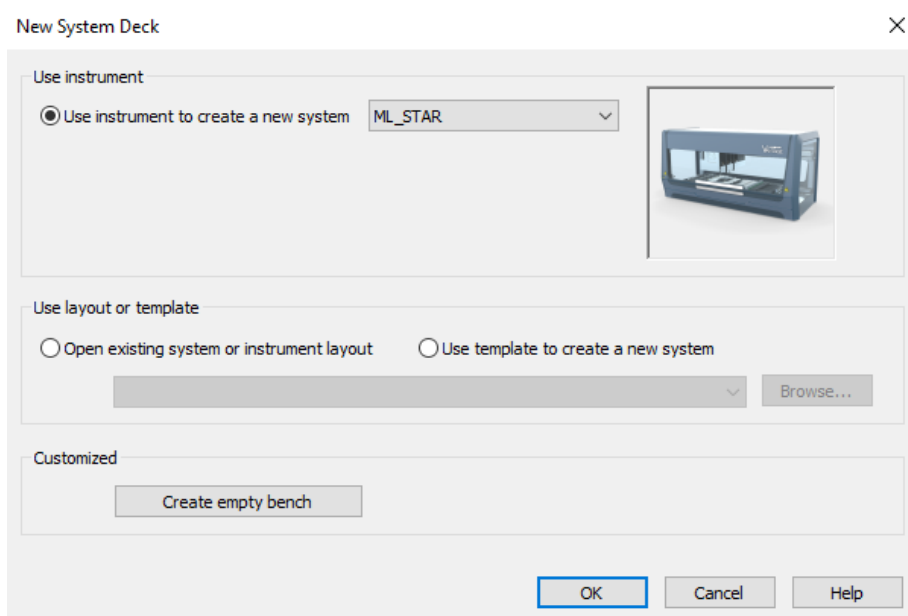 New System Deck
Use instrument
Use instrument to create a new system
ML_STAR
Use layout or template
Open existing system or instrument layout
Use template to create a new system
Browse...
Customized
Create empty bench
OK
Cancel
Help